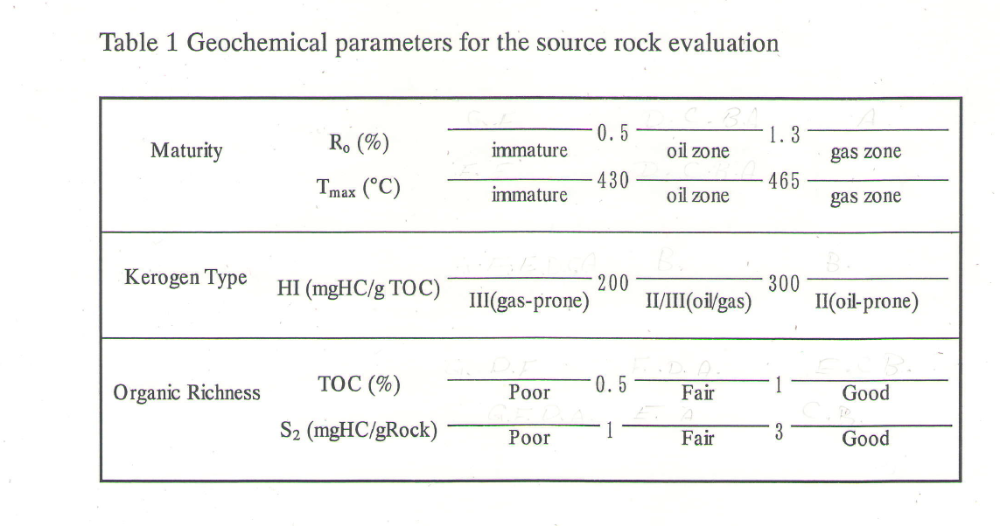 Table 1 Geochemical parameters for the source rock evaluation
Maturity
Ro (%) 0.5 1.3
immature oil zone gas zone
Tmax (°C) 430 465
immature oil zone gas zone
Kerogen Type
HI (mgHC/g TOC) 200 300
III(gas-prone) II/III(oil/gas) II(oil-prone)
Organic Richness
TOC (%) 0.5 1
Poor Fair Good
S2 (mgHC/gRock) 1 3
Poor Fair Good